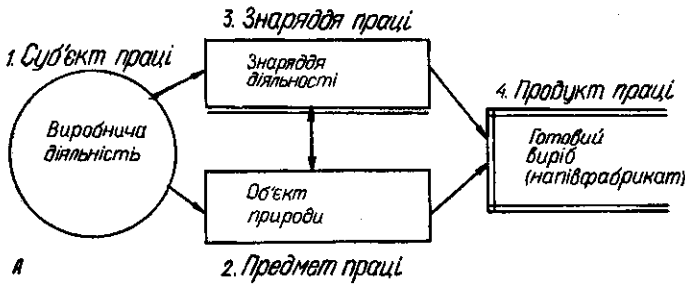 3. Знаряддя праці
1. Суб'єкт праці
Знаряддя
діяльності
4. Продукт праці
Виробнича
діяльність
Готовий
виріб
(напівфабрикат)
Об'єкт
природи
А
2. Предмет праці